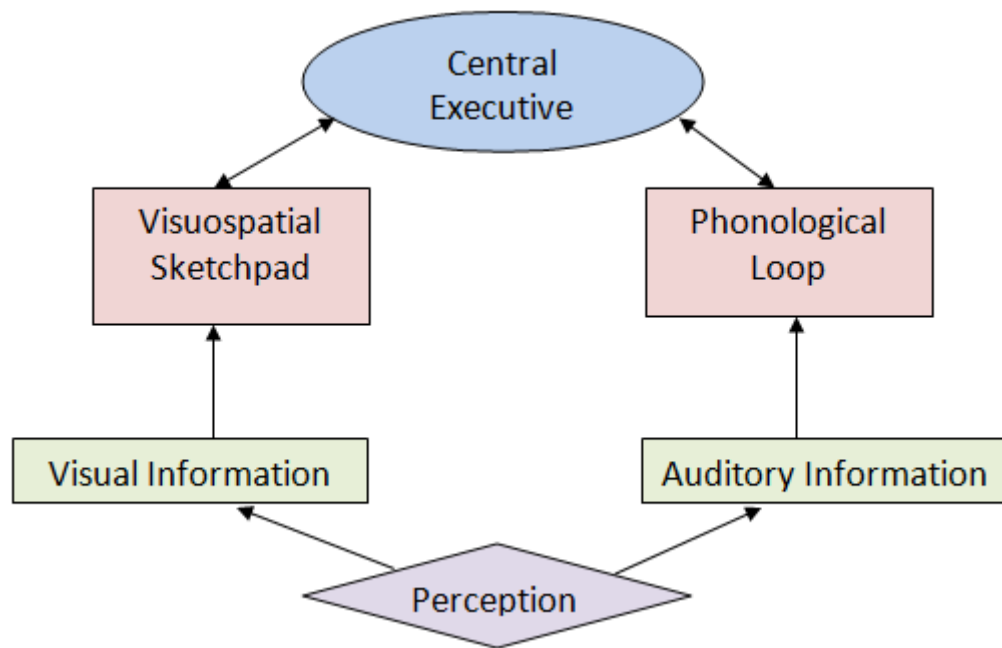 Central
Executive
Visuospatial
Sketchpad
Phonological
Loop
Visual Information
Auditory Information
Perception